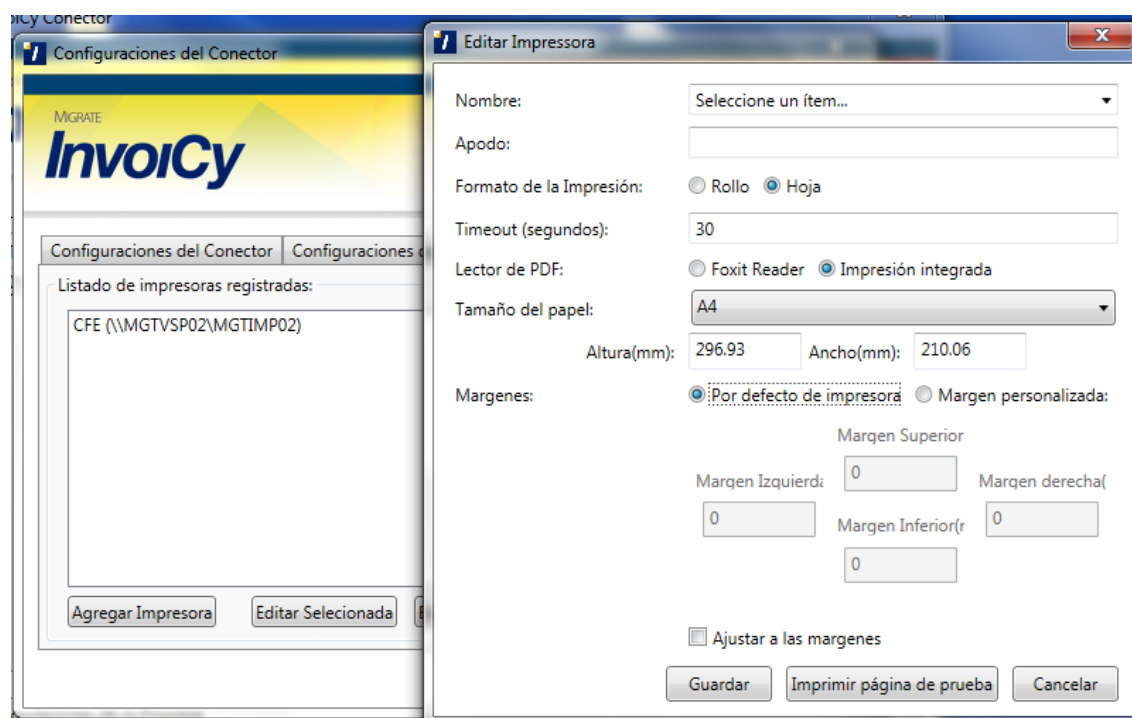 Cy Conector
Configuraciones del Conector
MIGRATE
InvoiCy
Configuraciones del Conector
Configuraciones
Listado de impresoras registradas:
CFE (\\MGTVSP02\MGTIMP02)
Agregar Impresora
Editar Selecionada
Editar Impressora
X
Nombre:
Seleccione un ítem...
Apodo:
Formato de la Impresión:
Rollo
Hoja
Timeout (segundos):
30
Lector de PDF:
Foxit Reader
Impresión integrada
Tamaño del papel:
A4
Altura(mm):
296.93
Ancho(mm):
210.06
Margenes:
Por defecto de impresora
Margen personalizada:
Margen Superior
0
Margen Izquierda
Margen derecha(
0
0
Margen Inferior(
0
Ajustar a las margenes
Guardar
Imprimir página de prueba
Cancelar